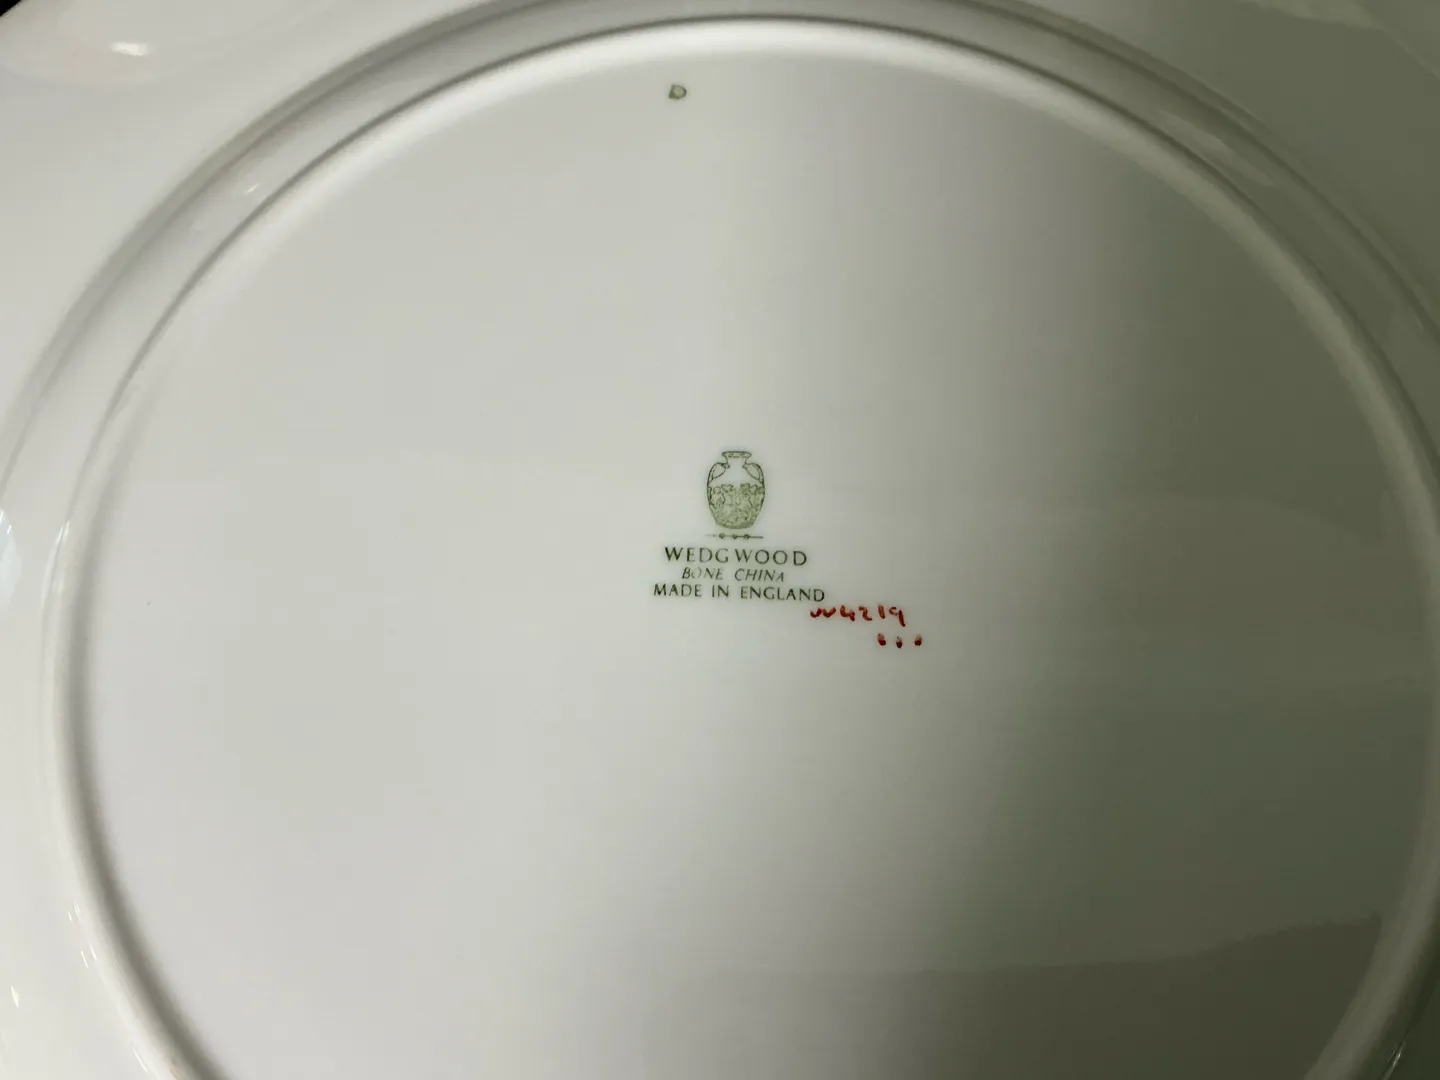 D
WEDGWOOD
BONE CHINA
MADE IN ENGLAND
W4219